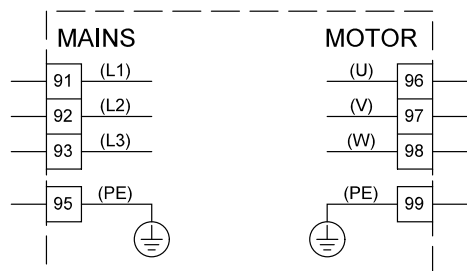 MAINS MOTOR
91 (L1) (U) 96
92 (L2) (V) 97
93 (L3) (W) 98
95 (PE) (PE) 99